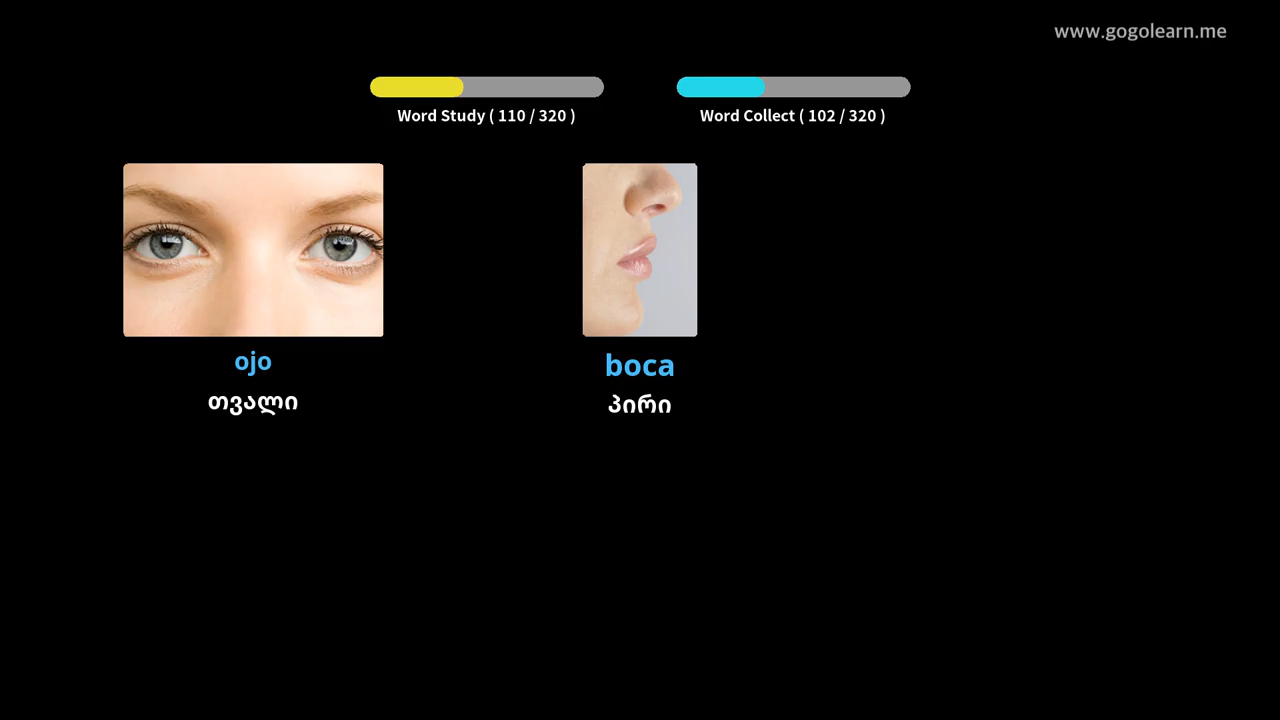 www.gogolearn.me
Word Study ( 110 / 320 )
Word Collect ( 102 / 320 )
ojo
თვალი
boca
პირი